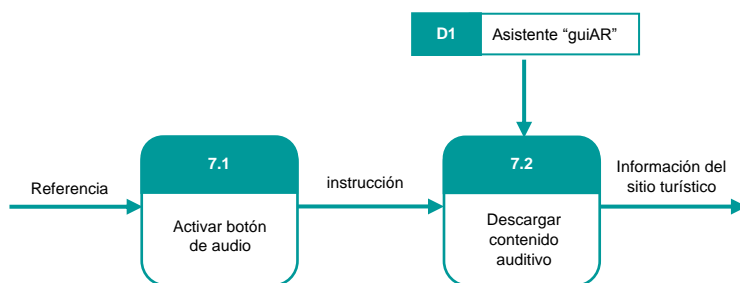 D1
Asistente “guiAR”
7.1
7.2
Referencia
instrucción
Información del
sitio turístico
Activar botón
de audio
Descargar
contenido
auditivo